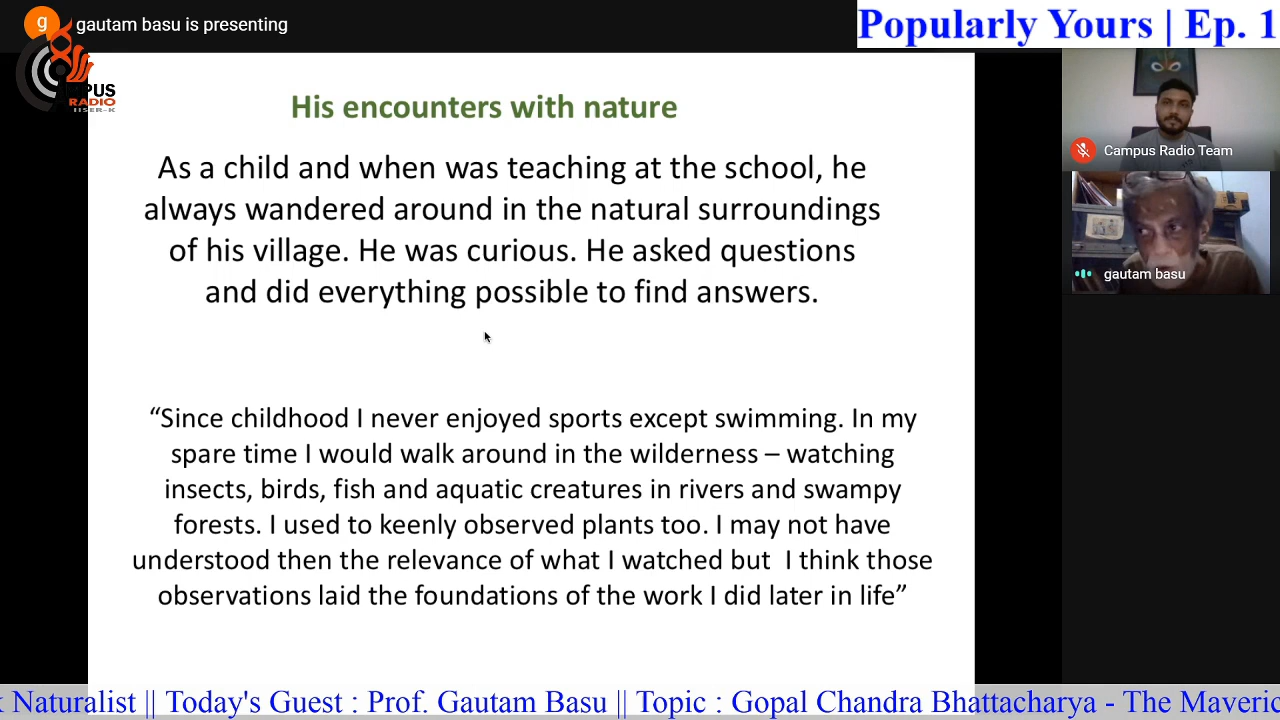 g
gautam basu is presenting
Popularly Yours | Ep. 1
RADIO
IISER-K
His encounters with nature
As a child and when was teaching at the school, he
always wandered around in the natural surroundings
of his village. He was curious. He asked questions
and did everything possible to find answers.
“Since childhood I never enjoyed sports except swimming. In my
spare time I would walk around in the wilderness – watching
insects, birds, fish and aquatic creatures in rivers and swampy
forests. I used to keenly observed plants too. I may not have
understood then the relevance of what I watched but I think those
observations laid the foundations of the work I did later in life”
Campus Radio Team
gautam basu
Naturalist || Today's Guest : Prof. Gautam Basu || Topic : Gopal Chandra Bhattacharya - The Maveric